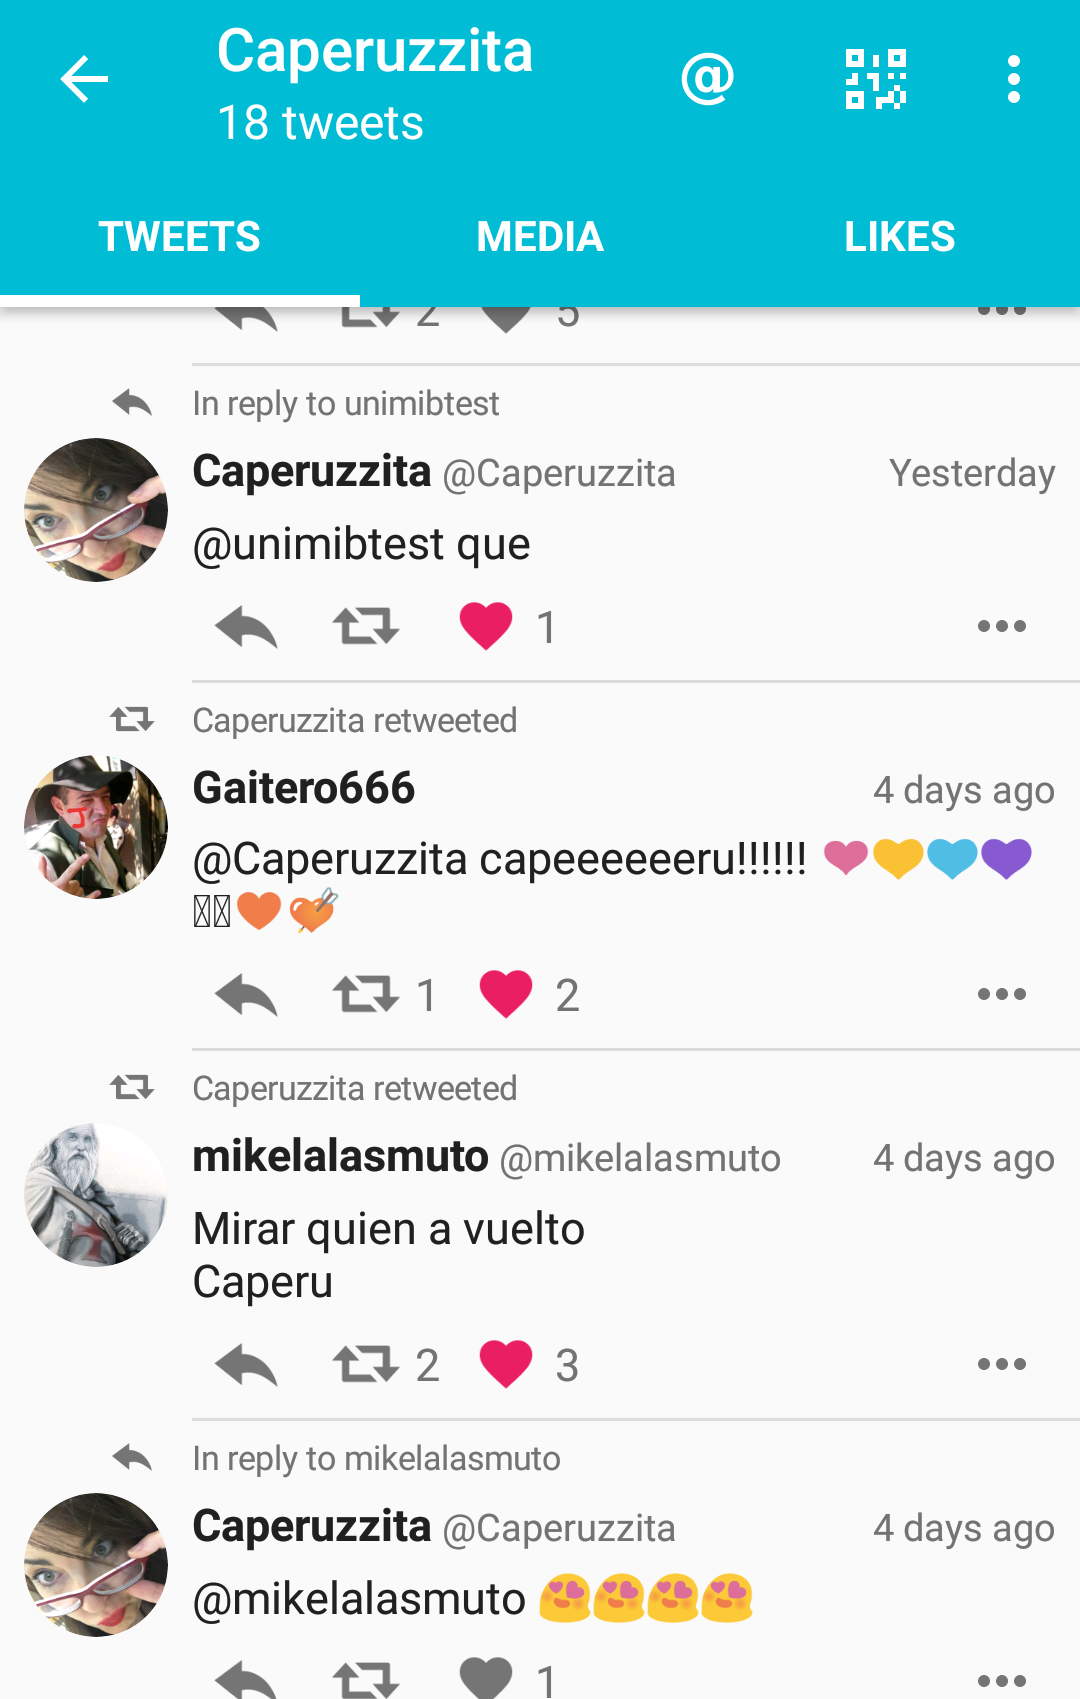 Caperuzzita
18 tweets
@
TWEETS
MEDIA
LIKES
2 5
In reply to unimibtest
Caperuzzita @Caperuzzita Yesterday
@unimibtest que
1
Caperuzzita retweeted
Gaitero666 4 days ago
@Caperuzzita capeeeeeeru!!!!!! 💗💛💙💜
🧡💘
1 2
Caperuzzita retweeted
mikelalasmuto @mikelalasmuto 4 days ago
Mirar quien a vuelto
Caperu
2 3
In reply to mikelalasmuto
Caperuzzita @Caperuzzita 4 days ago
@mikelalasmuto 😍😍😍😍
1